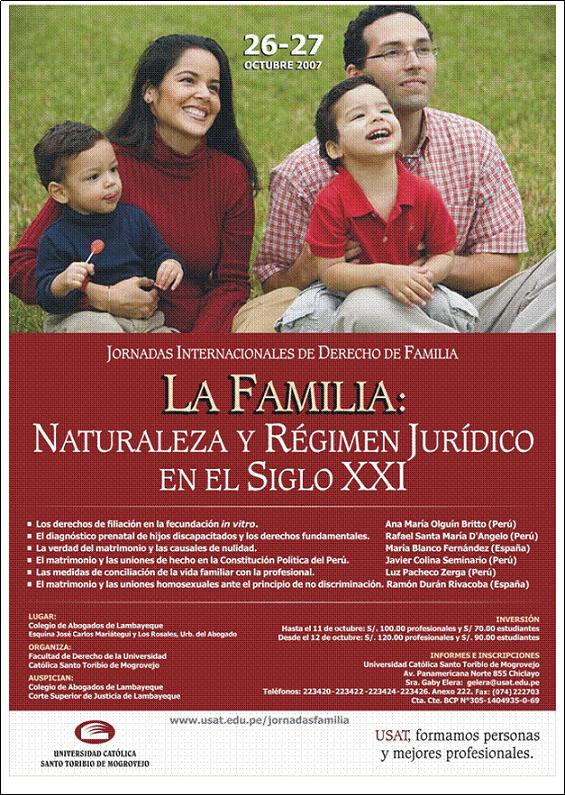 26-27
OCTUBRE 2007
JORNADAS INTERNACIONALES DE DERECHO DE FAMILIA
LA FAMILIA:
NATURALEZA Y RÉGIMEN JURÍDICO
EN EL SIGLO XXI
Los derechos de filiación en la fecundación in vitro. Ana María Olguín Britto (Perú)
El diagnóstico prenatal de hijos discapacitados y los derechos fundamentales. Rafael Santa María D'Angelo (Perú)
La verdad del matrimonio y las causales de nulidad. María Blanco Fernández (España)
El matrimonio y las uniones de hecho en la Constitución Política del Perú. Javier Colina Seminario (Perú)
Las medidas de conciliación de la vida familiar con la profesional. Luz Pacheco Zerga (Perú)
El matrimonio y las uniones homosexuales ante el principio de no discriminación. Ramón Durán Rivacoba (España)
LUGAR:
Colegio de Abogados de Lambayeque
Esquina José Carlos Mariátegui y Los Rosales, Urb. del Abogado
ORGANIZA:
Facultad de Derecho de la Universidad
Católica Santo Toribio de Mogrovejo
AUSPICIAN:
Colegio de Abogados de Lambayeque
Corte Superior de Justicia de Lambayeque
INVERSIÓN
Hasta el 11 de octubre: S/. 100.00 profesionales y S/ 70.00 estudiantes
Desde el 12 de octubre: S/. 120.00 profesionales y S/. 90.00 estudiantes
INFORMES E INSCRIPCIONES
Universidad Católica Santo Toribio de Mogrovejo
Av. Panamericana Norte 855 Chiclayo
Sra. Gaby Elera: gelera@usat.edu.pe
Teléfonos: 223420 - 223422 - 223424 - 223426. Anexo 222. Fax: (074) 222703
Cta. Cte. BCP N°305-1404935-0-69
www.usat.edu.pe/jornadasfamilia
UNIVERSIDAD CATÓLICA
SANTO TORIBIO DE MOGROVEJO
USAT, formamos personas
y mejores profesionales.